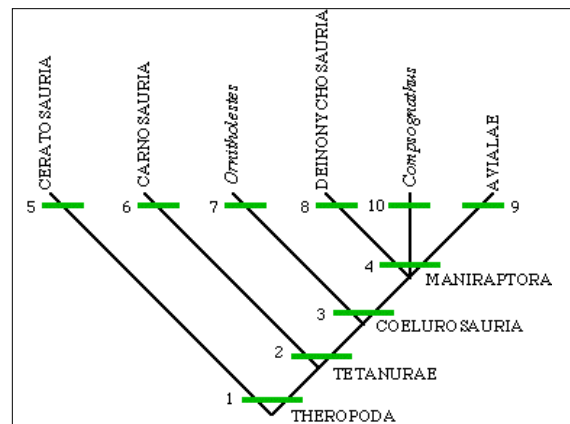 CERATOSAURIA
CARNOSAURIA
Ornitholestes
DEINONYCHOSAURIA
Compsognathus
AVIALAE
5
6
7
8
10
9
4
MANIRAPTORA
3
COELUROSAURIA
2
TETANURAE
1
THEROPODA